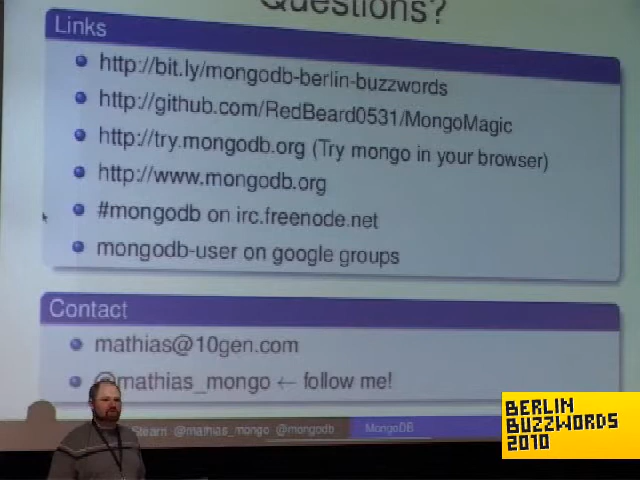 Questions?
Links
http://bit.ly/mongodb-berlin-buzzwords
http://github.com/RedBeard0531/MongoMagic
http://try.mongodb.org (Try mongo in your browser)
http://www.mongodb.org
#mongodb on irc.freenode.net
mongodb-user on google groups
Contact
mathias@10gen.com
@mathias_mongo ← follow me!
Stearn @mathias_mongo @mongodb MongoDB
BERLIN
BUZZWORDS
2010